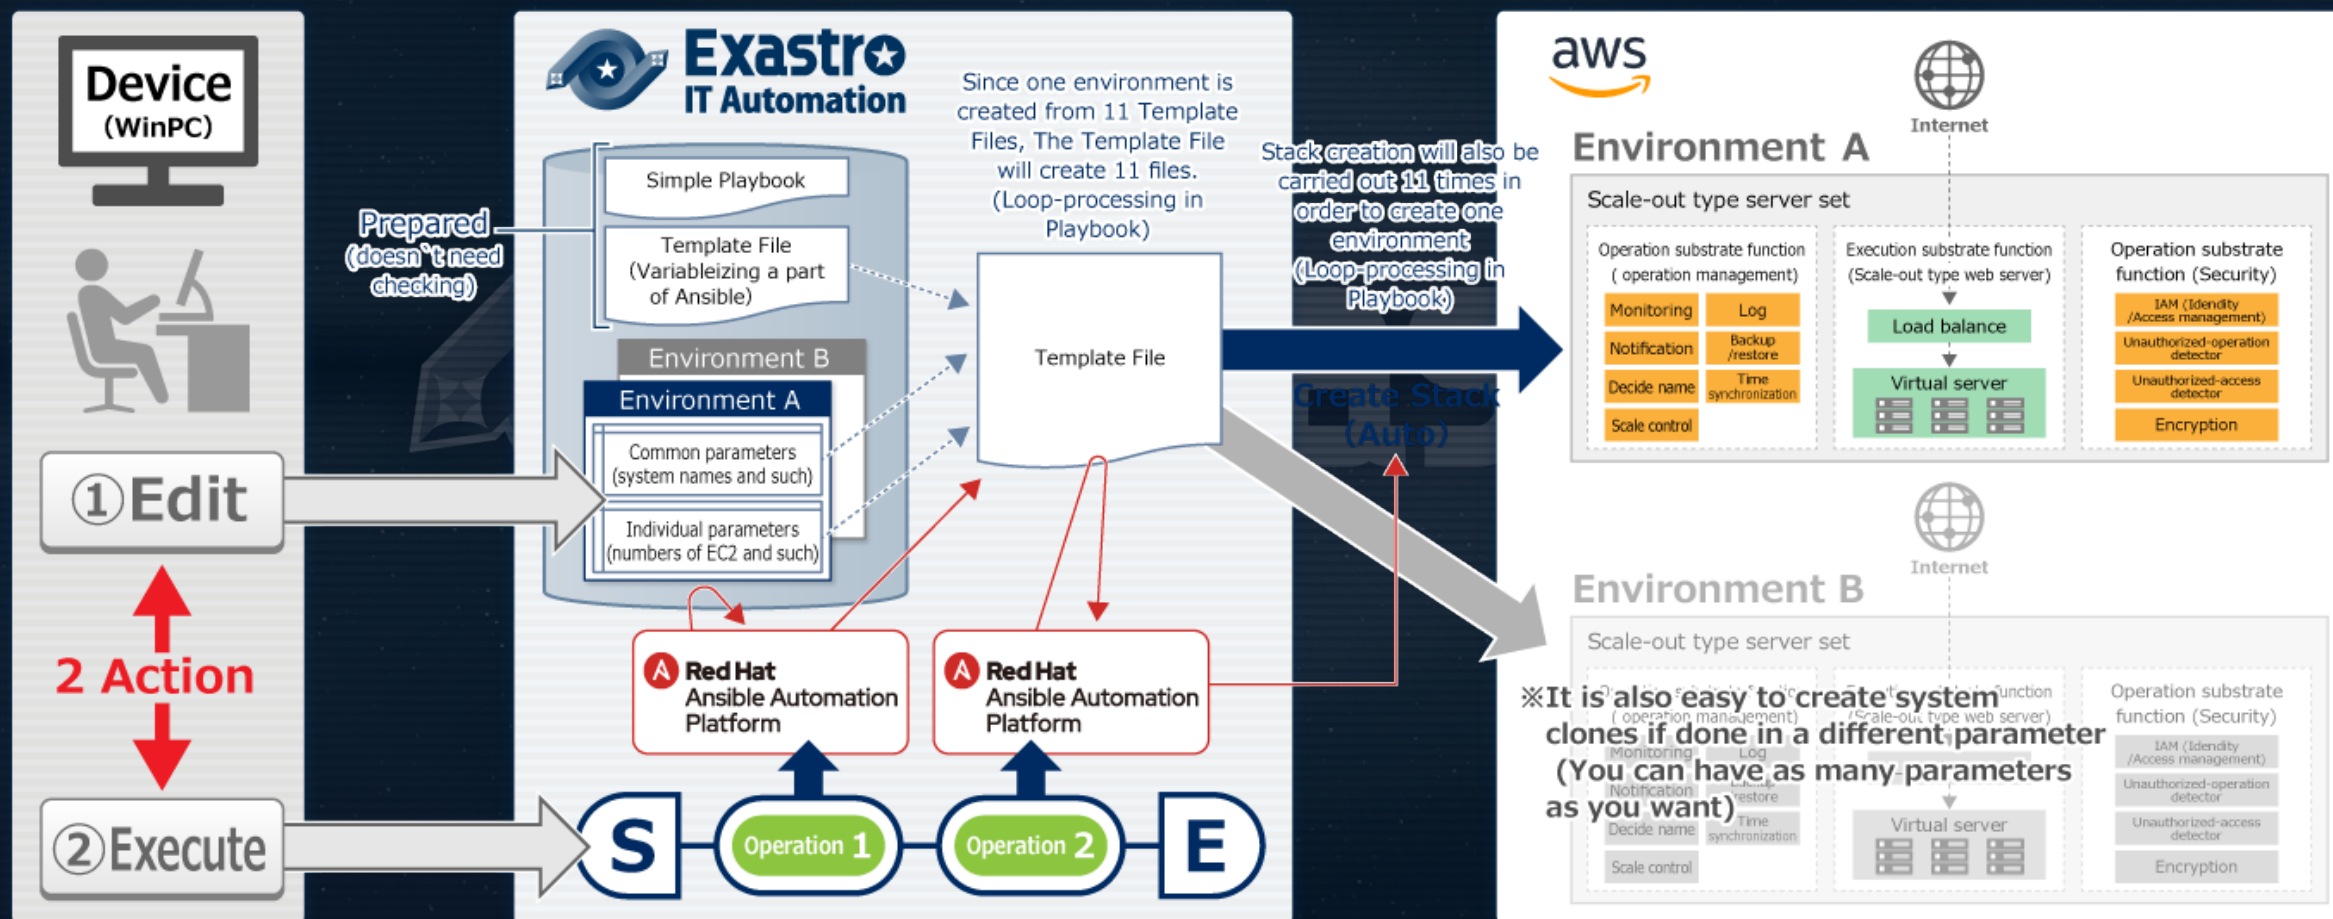 Device
(WinPC)
①Edit
2 Action
②Execute
Prepared
(doesn`t need
checking)
Exastro
IT Automation
Simple Playbook
Template File
(Variableizing a part
of Ansible)
Environment B
Environment A
Common parameters
(system names and such)
Individual parameters
(numbers of EC2 and such)
Since one environment is
created from 11 Template
Files, The Template File
will create 11 files.
(Loop-processing in
Playbook)
Template File
Red Hat
Ansible Automation
Platform
Red Hat
Ansible Automation
Platform
S
Operation 1
Operation 2
E
Stack creation will also be
carried out 11 times in
order to create one
environment
(Loop-processing in
Playbook)
Create Stack
(Auto)
aws
Internet
Environment A
Scale-out type server set
Operation substrate function
( operation management)
Monitoring
Log
Notification
Backup
/restore
Decide name
Time
synchronization
Scale control
Execution substrate function
(Scale-out type web server)
Load balance
Virtual server
Operation substrate
function (Security)
IAM (Idendity
/Access management)
Unauthorized-operation
detector
Unauthorized-access
detector
Encryption
Internet
Environment B
Scale-out type server set
※It is also easy to create system
clones if done in a different parameter
(You can have as many parameters
as you want)
function
( operation management)
(Scale-out type web server)
Monitoring
Log
Notification
restore
Decide name
Time
synchronization
Scale control
Virtual server
Operation substrate
function (Security)
IAM (Idendity
/Access management)
Unauthorized-operation
detector
Unauthorized-access
detector
Encryption